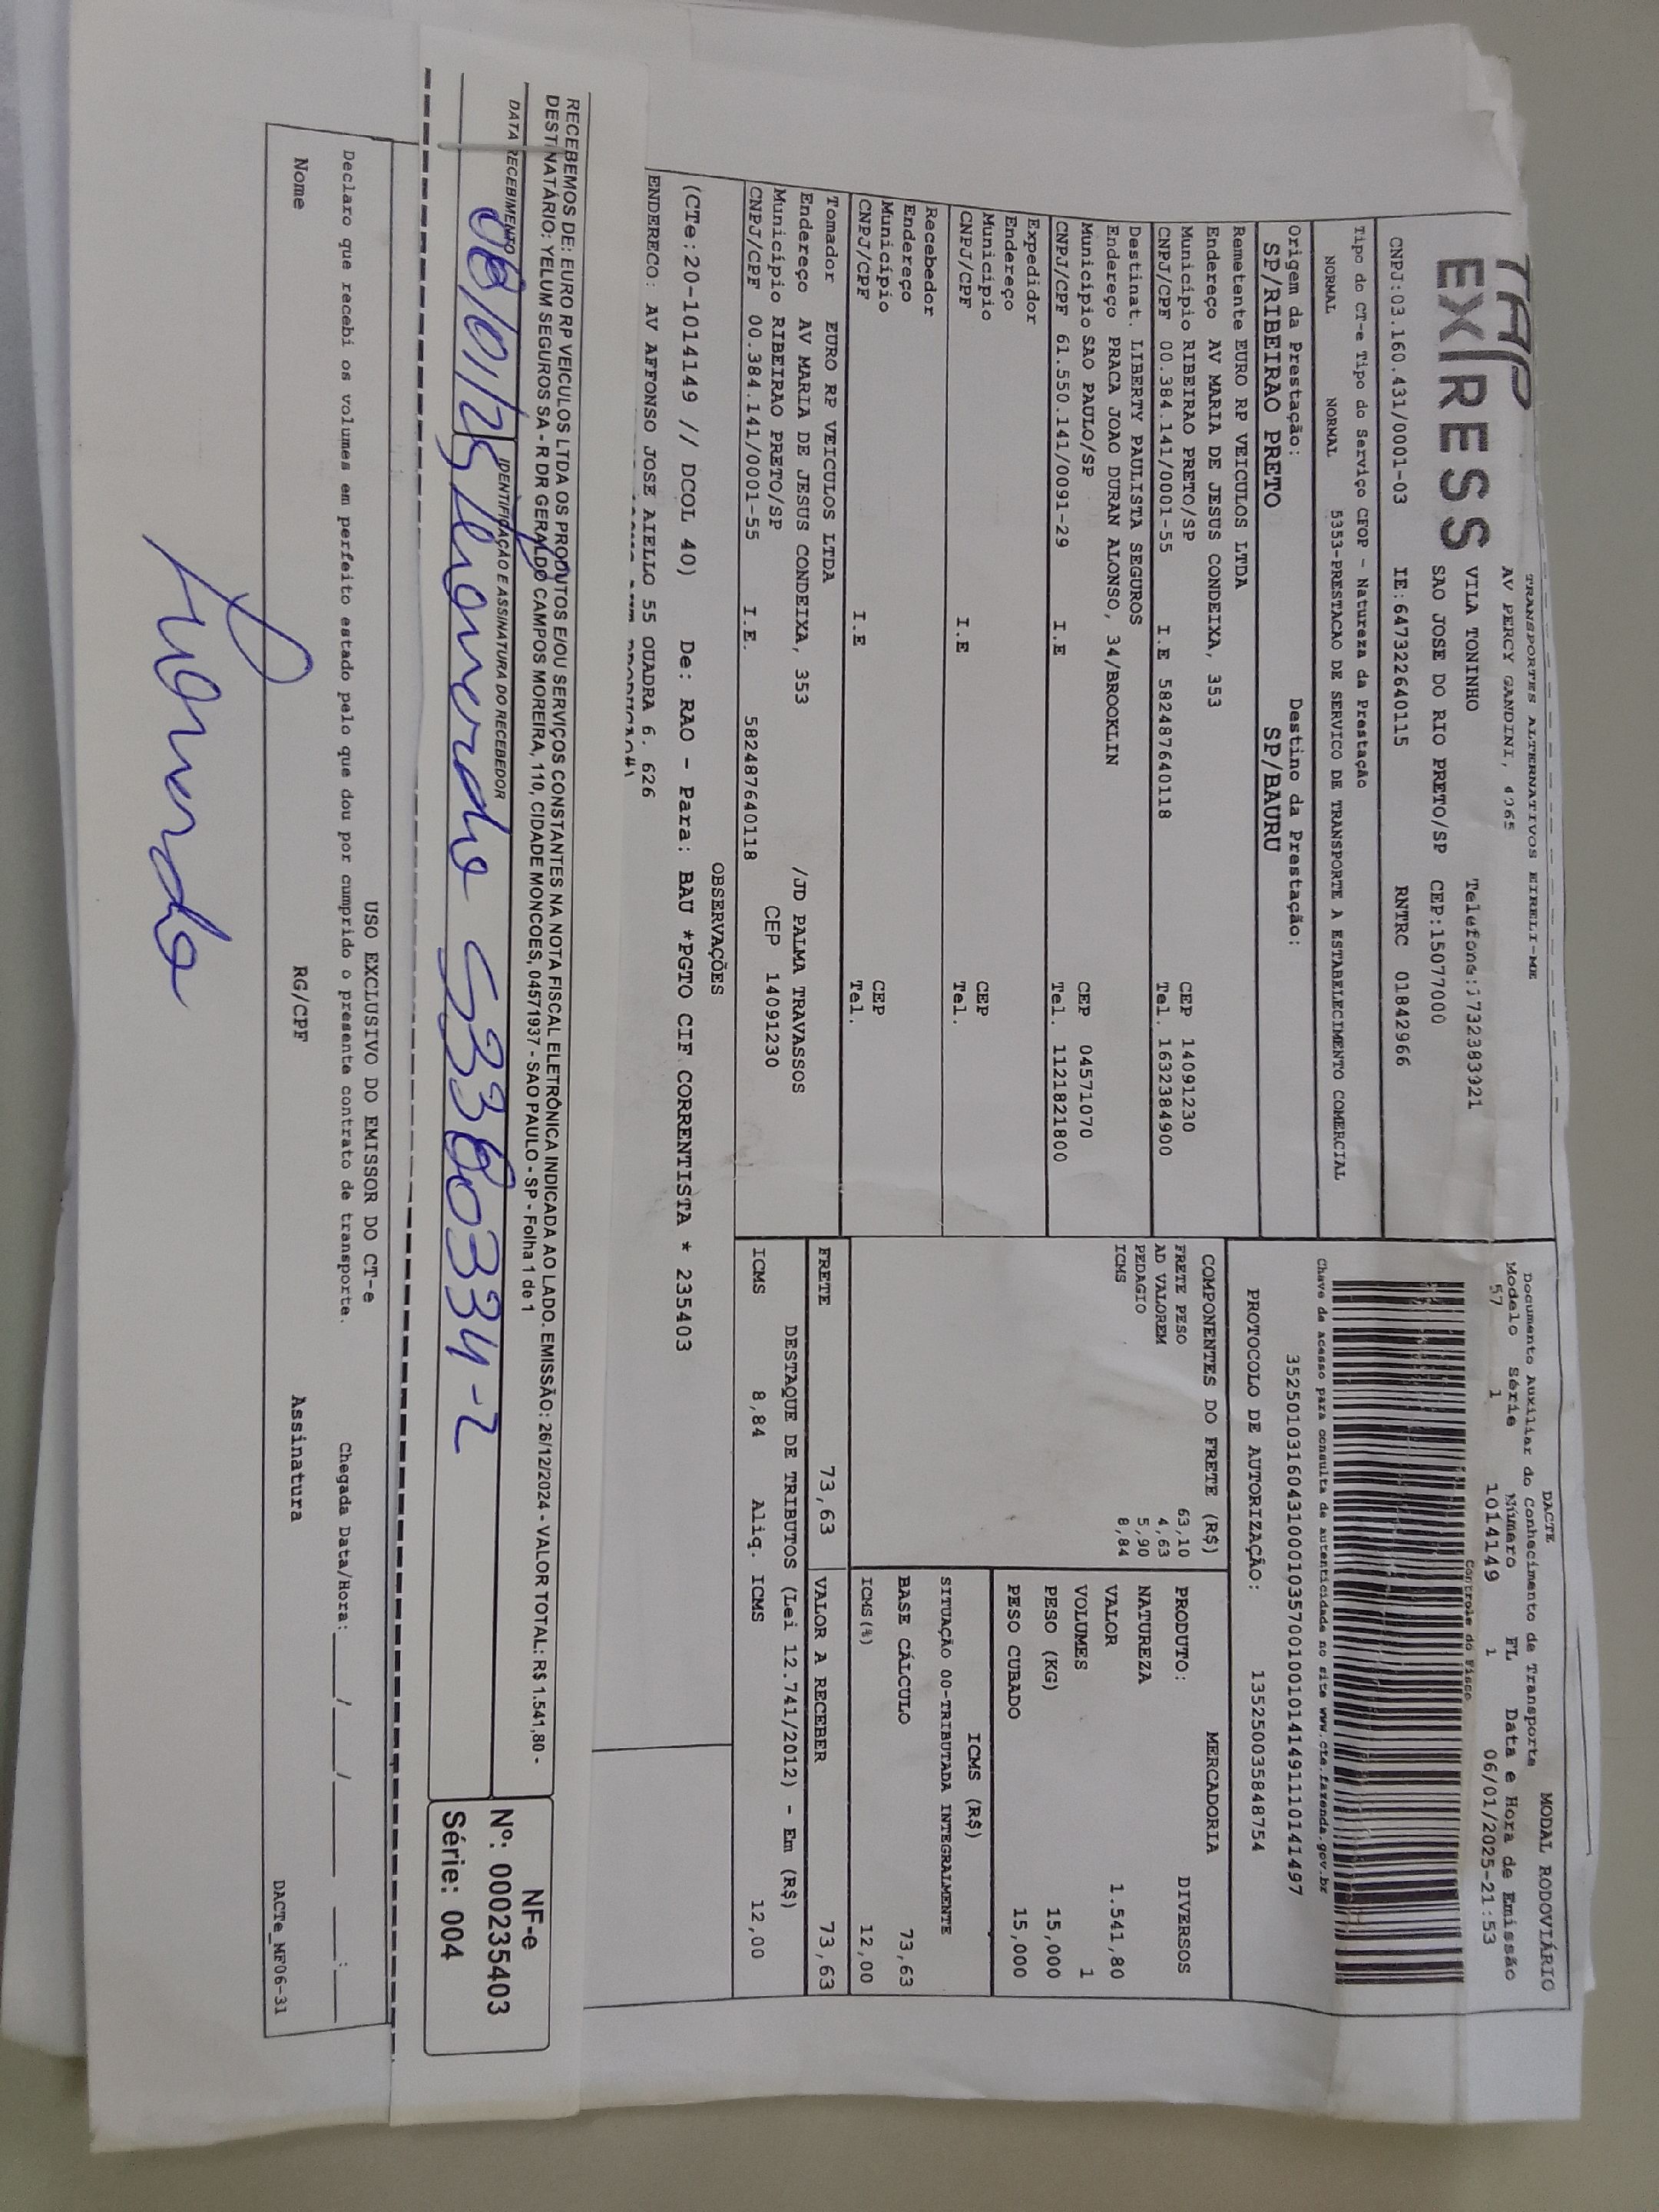 TRANSPORTES ALTERNATIVOS EIRELI-ME
TAP
EXPRESS
AV PERCY GANDINI, 4965
VILA TONINHO Telefone:1732383921
SAO JOSE DO RIO PRETO/SP CEP:15077000
CNPJ:03.160.431/0001-03 IE:647322640115 RNTRC 01842966
Tipo do CT-e Tipo do Serviço CFOP - Natureza da Prestação
NORMAL NORMAL 5353-PRESTACAO DE SERVICO DE TRANSPORTE A ESTABELECIMENTO COMERCIAL
Origem da Prestação: Destino da Prestação:
SP/RIBEIRAO PRETO SP/BAURU
DACTE MODAL RODOVIÁRIO
Documento Auxiliar do Conhecimento de Transporte
Modelo Série Número FL Data e Hora de Emissão
57 1 1014149 1 06/01/2025-21:53
Controle do Fisco
Chave de acesso para consulta de autenticidade no site www.cte.fazenda.gov.br
35250103160431000103570010010141491110141497
PROTOCOLO DE AUTORIZAÇÃO: 135250035848754
Remetente EURO RP VEICULOS LTDA
Endereço AV MARIA DE JESUS CONDEIXA, 353
Município RIBEIRAO PRETO/SP CEP 14091230
CNPJ/CPF 00.384.141/0001-55 I.E 582487640118 Tel. 1632384900
Destinat. LIBERTY PAULISTA SEGUROS
Endereço PRACA JOAO DURAN ALONSO, 34/BROOKLIN
Município SAO PAULO/SP CEP 04571070
CNPJ/CPF 61.550.141/0091-29 I.E Tel. 1121821800
Expedidor
Endereço
Município CEP
CNPJ/CPF I.E Tel.
Recebedor
Endereço
Município CEP
CNPJ/CPF I.E Tel.
Tomador EURO RP VEICULOS LTDA
Endereço AV MARIA DE JESUS CONDEIXA, 353 /JD PALMA TRAVASSOS
Município RIBEIRAO PRETO/SP CEP 14091230
CNPJ/CPF 00.384.141/0001-55 I.E. 582487640118
COMPONENTES DO FRETE (R$)
FRETE PESO 63,10
AD VALOREM 4,63
PEDAGIO 5,90
ICMS 8,84
MERCADORIA
PRODUTO: DIVERSOS
NATUREZA
VALOR 1.541,80
VOLUMES 1
PESO (KG) 15,000
PESO CUBADO 15,000
ICMS (R$)
SITUAÇÃO 00-TRIBUTADA INTEGRALMENTE
BASE CÁLCULO 73,63
ICMS(%) 12,00
FRETE 73,63 VALOR A RECEBER 73,63
DESTAQUE DE TRIBUTOS (Lei 12.741/2012) - Em (R$)
ICMS 8,84 Aliq. ICMS 12,00
OBSERVAÇÕES
(CTe:20-1014149 // DCOL 40) De: RAO - Para: BAU *PGTO CIF CORRENTISTA * 235403
ENDERECO: AV AFFONSO JOSE AIELLO 55 QUADRA 6. 626
RECEBEMOS DE: EURO RP VEICULOS LTDA OS PRODUTOS E/OU SERVIÇOS CONSTANTES NA NOTA FISCAL ELETRÔNICA INDICADA AO LADO. EMISSÃO: 26/12/2024 - VALOR TOTAL: R$ 1.541,80 -
DESTINATÁRIO: YELUM SEGUROS SA - R DR GERALDO CAMPOS MOREIRA, 110, CIDADE MONCOES, 04571937 - SAO PAULO - SP - Folha 1 de 1
DATA RECEBIMENTO IDENTIFICAÇÃO E ASSINATURA DO RECEBEDOR
08/01/25 Leonardo 53380334-2
NF-e
Nº: 000235403
Série: 004
USO EXCLUSIVO DO EMISSOR DO CT-e
Declaro que recebi os volumes em perfeito estado pelo que dou por cumprido o presente contrato de transporte. Chegada Data/Hora:____/____/______ ___:___
Nome RG/CPF Assinatura
DACTe_MF06-31